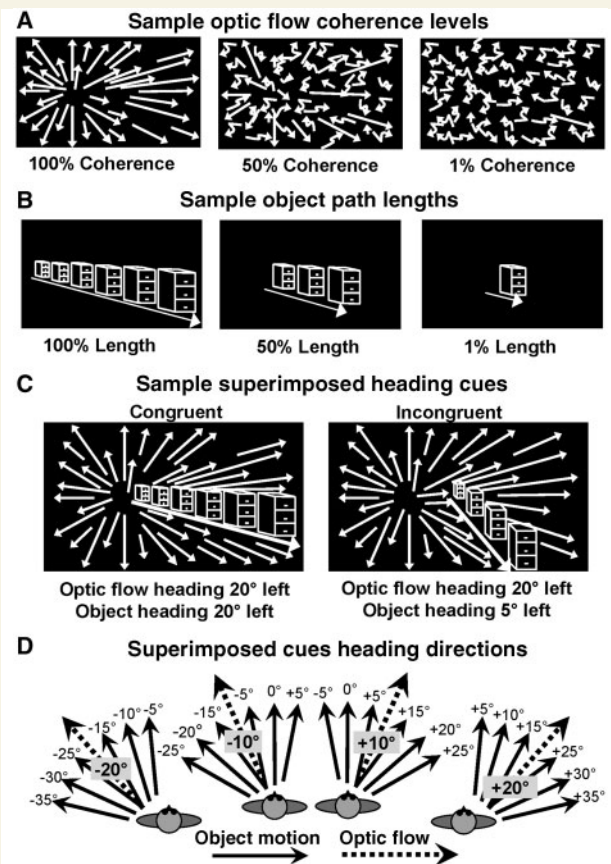 A Sample optic flow coherence levels
100% Coherence 50% Coherence 1% Coherence
B Sample object path lengths
100% Length 50% Length 1% Length
C Sample superimposed heading cues
Congruent Incongruent
Optic flow heading 20° left Optic flow heading 20° left
Object heading 20° left Object heading 5° left
D Superimposed cues heading directions
-35° -30° -25° -20° -15° -10° -5°
-25° -20° -15° -10° -5° 0° +5°
-5° 0° +5° +10° +15° +20° +25°
+5° +10° +15° +20° +25° +30° +35°
Object motion Optic flow